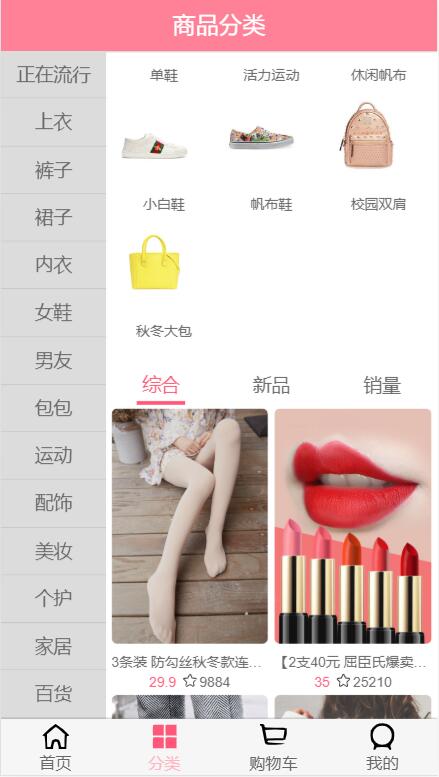 商品分类
正在流行
上衣
裤子
裙子
内衣
女鞋
男友
包包
运动
配饰
美妆
个护
家居
百货
单鞋
活力运动
休闲帆布
小白鞋
帆布鞋
校园双肩
秋冬大包
综合
新品
销量
3条装 防勾丝秋冬款连...
29.9 9884
【2支40元 屈臣氏爆卖...
35 25210
首页
分类
购物车
我的